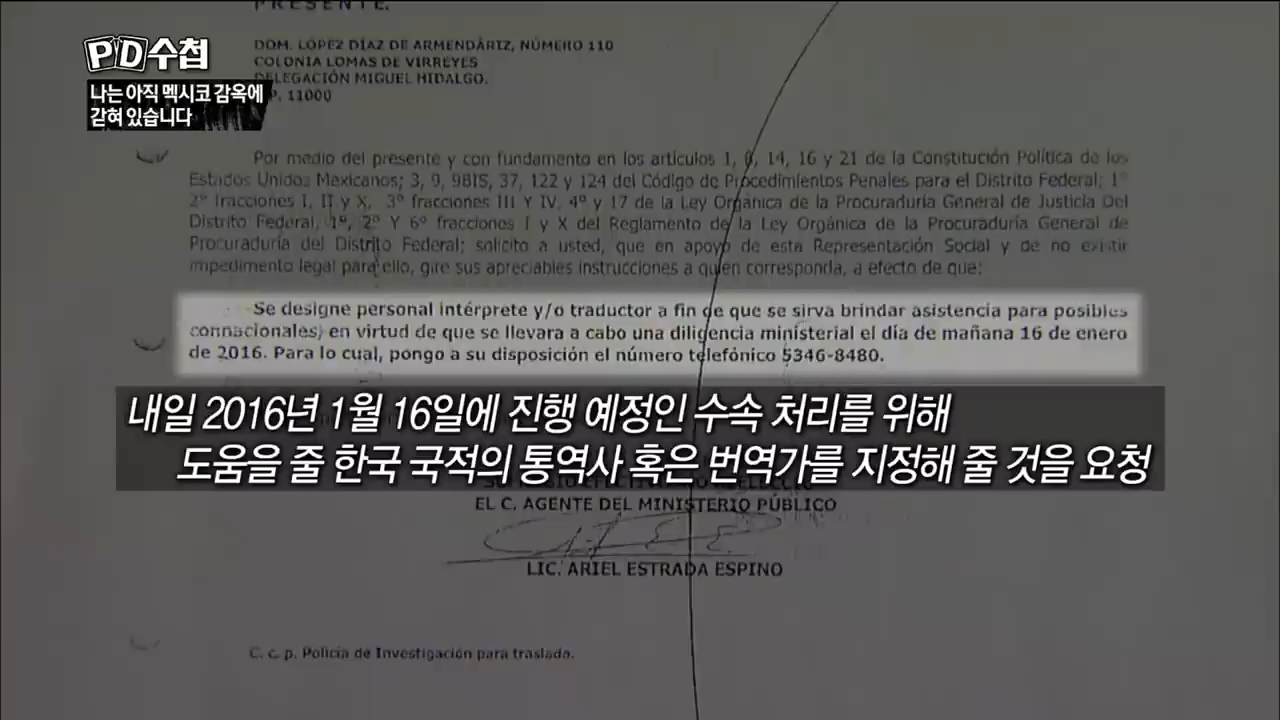 PRESENTE.
PD수첩
나는 아직 멕시코 감옥에
갇혀 있습니다
DOM. LÓPEZ DÍAZ DE ARMENDÁRIZ, NÚMERO 110
COLONIA LOMAS DE VIRREYES
DELEGACIÓN MIGUEL HIDALGO.
11000
Por medio del presente y con fundamento en los artículos 1, 8, 14, 16 y 21 de la Constitución Política de los
Estados Unidos Mexicanos; 3, 9, 9BIS, 37, 122 y 124 del Código de Procedimientos Penales para el Distrito Federal; 1º
2º fracciones I, II y X, 3º fracciones III Y IV, 4º y 17 de la Ley Orgánica de la Procuraduría General de Justicia Del
Distrito Federal, 1º, 2º Y 6º fracciones I y X del Reglamento de la Ley Orgánica de la Procuraduría General de
Procuraduría del Distrito Federal; solicito a usted, que en apoyo de esta Representación Social y de no existir
impedimento legal para ello, gire sus apreciables instrucciones a quien corresponda, a efecto de que:
Se designe personal intérprete y/o traductor a fin de que se sirva brindar asistencia para posibles
connacionales, en virtud de que se llevara a cabo una diligencia ministerial el día de mañana 16 de enero
de 2016. Para lo cual, pongo a su disposición el número telefónico 5346-8480.
내일 2016년 1월 16일에 진행 예정인 수속 처리를 위해
도움을 줄 한국 국적의 통역사 혹은 번역가를 지정해 줄 것을 요청
EL C. AGENTE DEL MINISTERIO PÚBLICO
LIC. ARIEL ESTRADA ESPINO
C. c. p. Policía de Investigación para traslado.